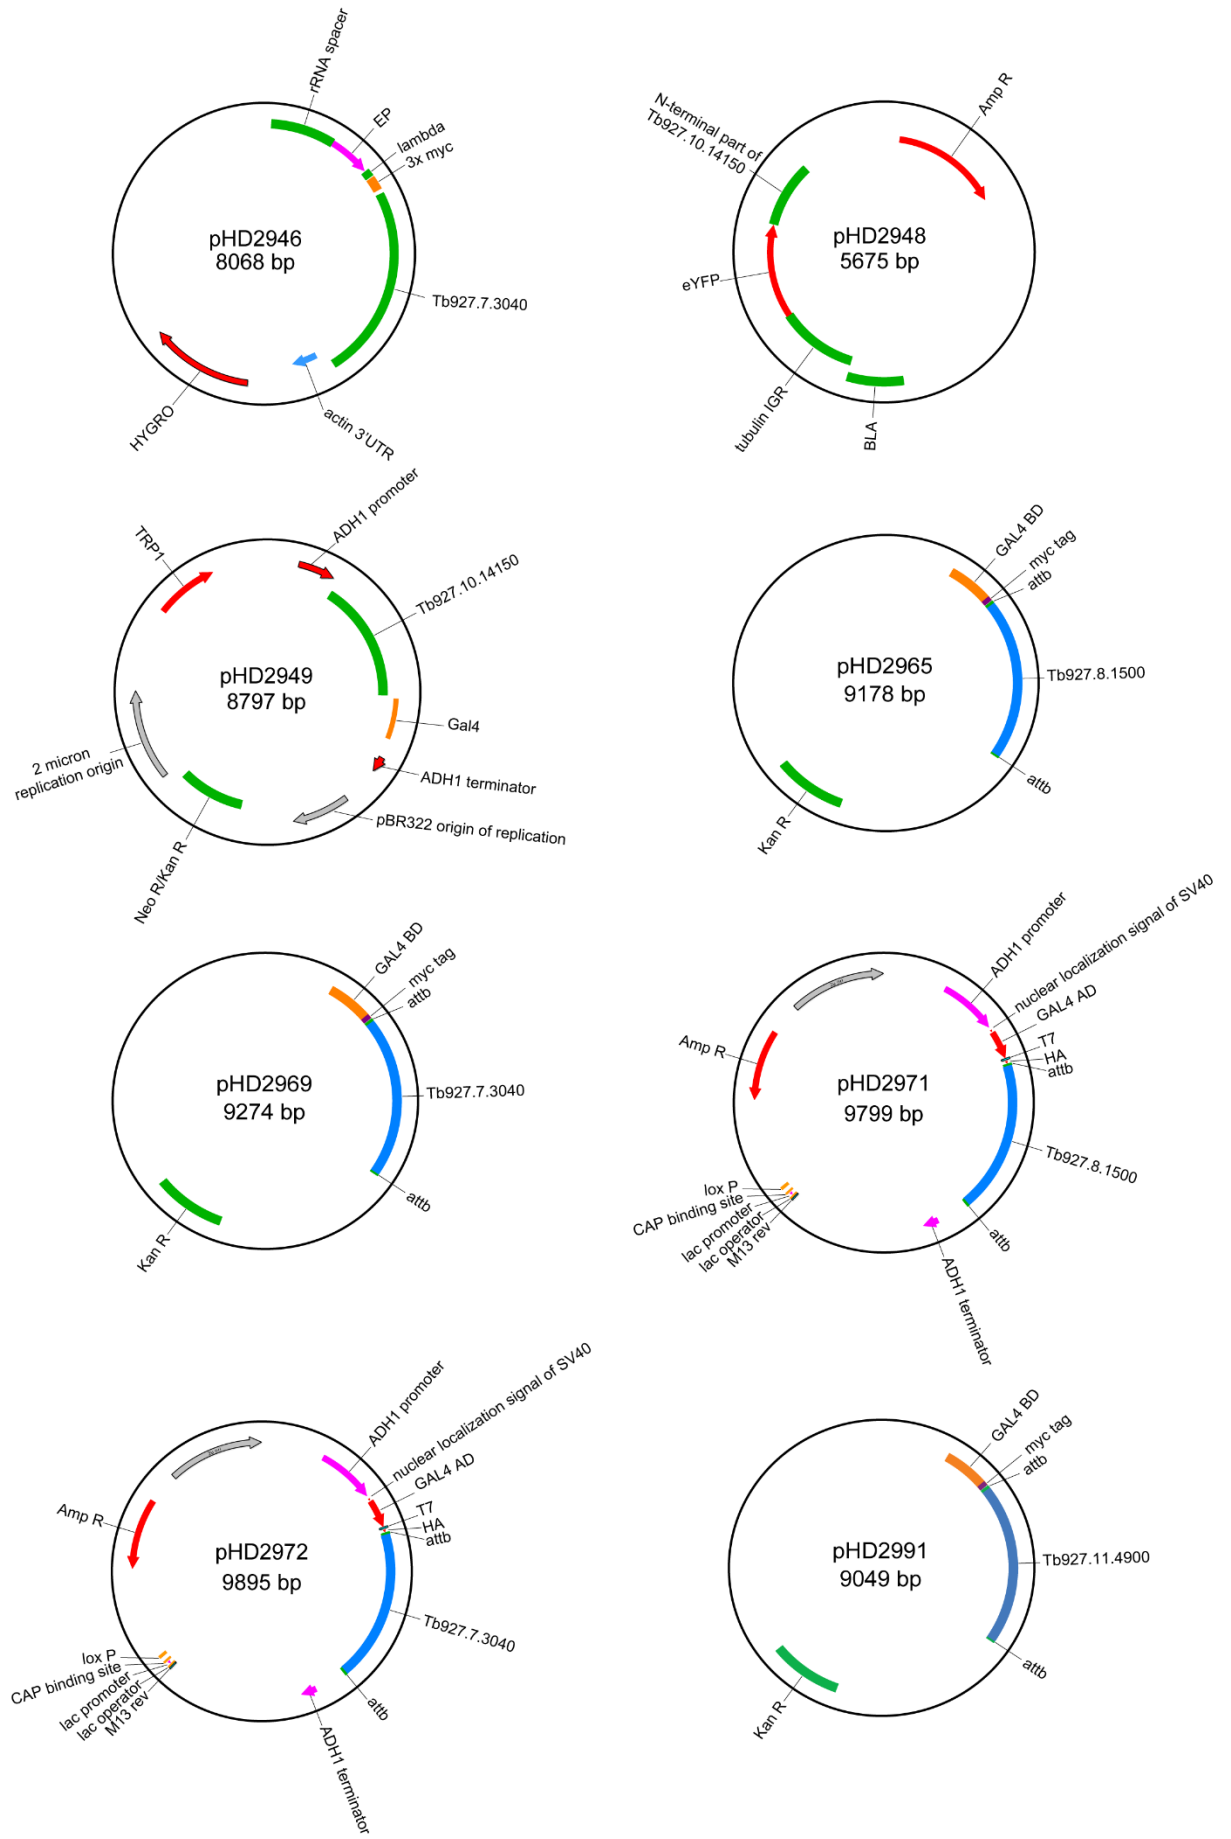 rRNA spacer
EP
lambda
3x myc
pHD2946
8068 bp
Tb927.7.3040
HYGRO
actin 3'UTR
Amp R
N-terminal part of
Tb927.10.14150
pHD2948
5675 bp
eYFP
tubulin IGR
BLA
TRP1
ADH1 promoter
Tb927.10.14150
pHD2949
8797 bp
Gal4
2 micron
replication origin
ADH1 terminator
pBR322 origin of replication
Neo R/Kan R
GAL4 BD
myc tag
attb
pHD2965
9178 bp
Tb927.8.1500
attb
Kan R
GAL4 BD
myc tag
attb
pHD2969
9274 bp
Tb927.7.3040
attb
Kan R
ADH1 promoter
nuclear localization signal of SV40
GAL4 AD
T7
HA
attb
Amp R
pHD2971
9799 bp
Tb927.8.1500
lox P
CAP binding site
lac promoter
lac operator
M13 rev
attb
ADH1 terminator
ADH1 promoter
nuclear localization signal of SV40
GAL4 AD
T7
HA
attb
Amp R
pHD2972
9895 bp
Tb927.7.3040
lox P
CAP binding site
lac promoter
lac operator
M13 rev
attb
ADH1 terminator
GAL4 BD
myc tag
attb
pHD2991
9049 bp
Tb927.11.4900
attb
Kan R